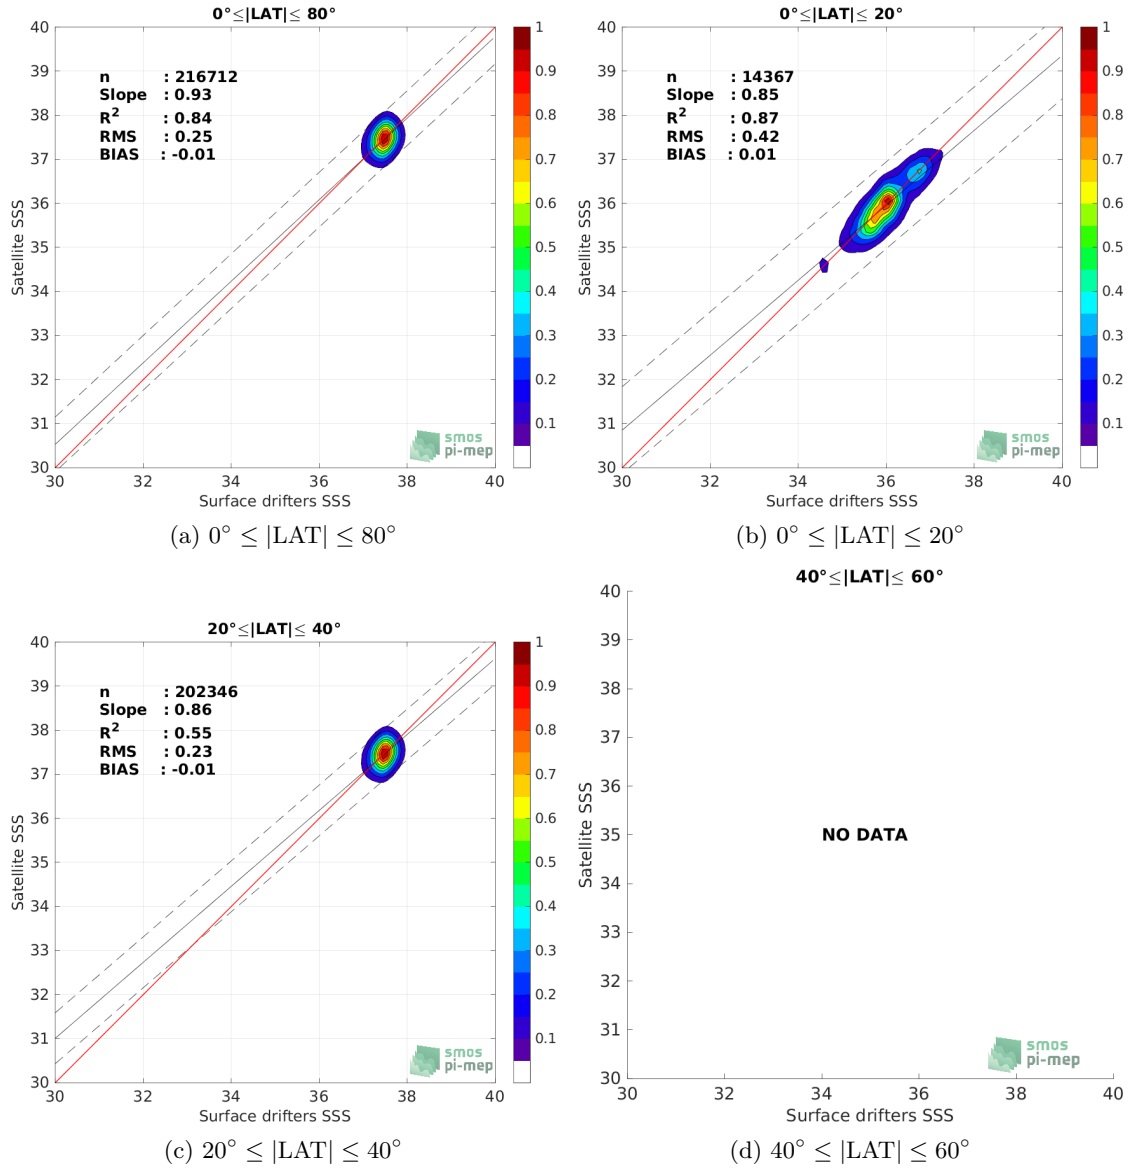 0°≤|LAT|≤ 80°
40
39
38
37
36
35
34
33
32
31
30
Satellite SSS
n : 216712
Slope : 0.93
R² : 0.84
RMS : 0.25
BIAS : -0.01
smos
pi-mep
30 32 34 36 38 40
Surface drifters SSS
1
0.9
0.8
0.7
0.6
0.5
0.4
0.3
0.2
0.1
(a) 0° ≤ |LAT| ≤ 80°
0°≤|LAT|≤ 20°
40
39
38
37
36
35
34
33
32
31
30
Satellite SSS
n : 14367
Slope : 0.85
R² : 0.87
RMS : 0.42
BIAS : 0.01
smos
pi-mep
30 32 34 36 38 40
Surface drifters SSS
1
0.9
0.8
0.7
0.6
0.5
0.4
0.3
0.2
0.1
(b) 0° ≤ |LAT| ≤ 20°
20°≤|LAT|≤ 40°
40
39
38
37
36
35
34
33
32
31
30
Satellite SSS
n : 202346
Slope : 0.86
R² : 0.55
RMS : 0.23
BIAS : -0.01
smos
pi-mep
30 32 34 36 38 40
Surface drifters SSS
1
0.9
0.8
0.7
0.6
0.5
0.4
0.3
0.2
0.1
(c) 20° ≤ |LAT| ≤ 40°
40°≤|LAT|≤ 60°
40
39
38
37
36
35
34
33
32
31
30
Satellite SSS
NO DATA
smos
pi-mep
30 32 34 36 38 40
Surface drifters SSS
(d) 40° ≤ |LAT| ≤ 60°